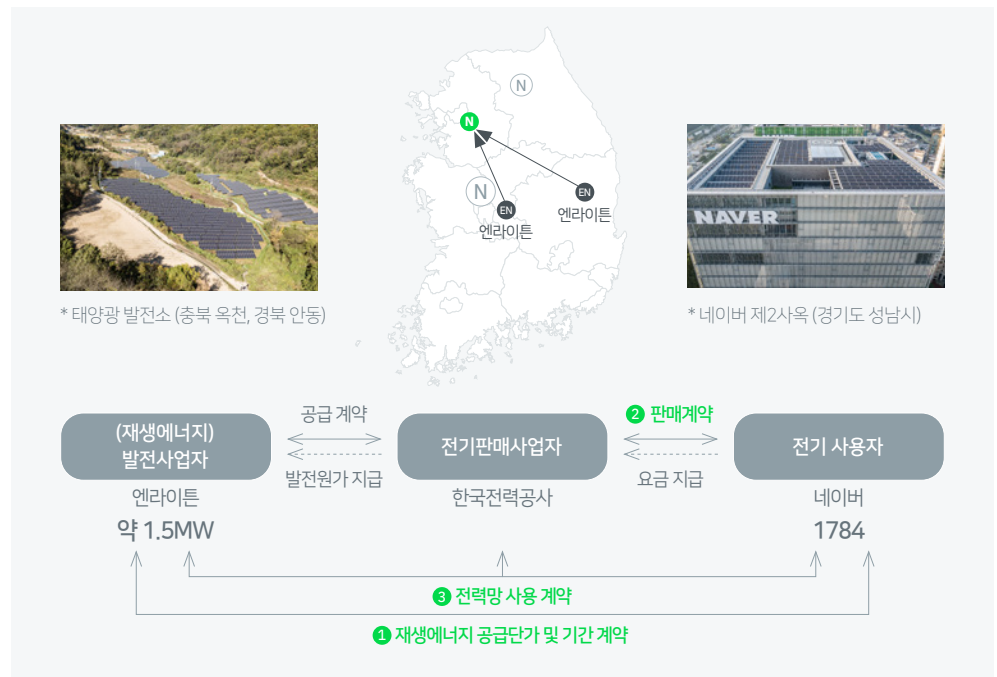 N
N
N
EN
엔라이튼
EN
엔라이튼
NAVER
* 태양광 발전소 (충북 옥천, 경북 안동)
* 네이버 제2사옥 (경기도 성남시)
(재생에너지)
발전사업자
공급 계약
발전원가 지급
전기판매사업자
2 판매계약
요금 지급
전기 사용자
엔라이튼
약 1.5MW
한국전력공사
네이버
1784
3 전력망 사용 계약
1 재생에너지 공급단가 및 기간 계약